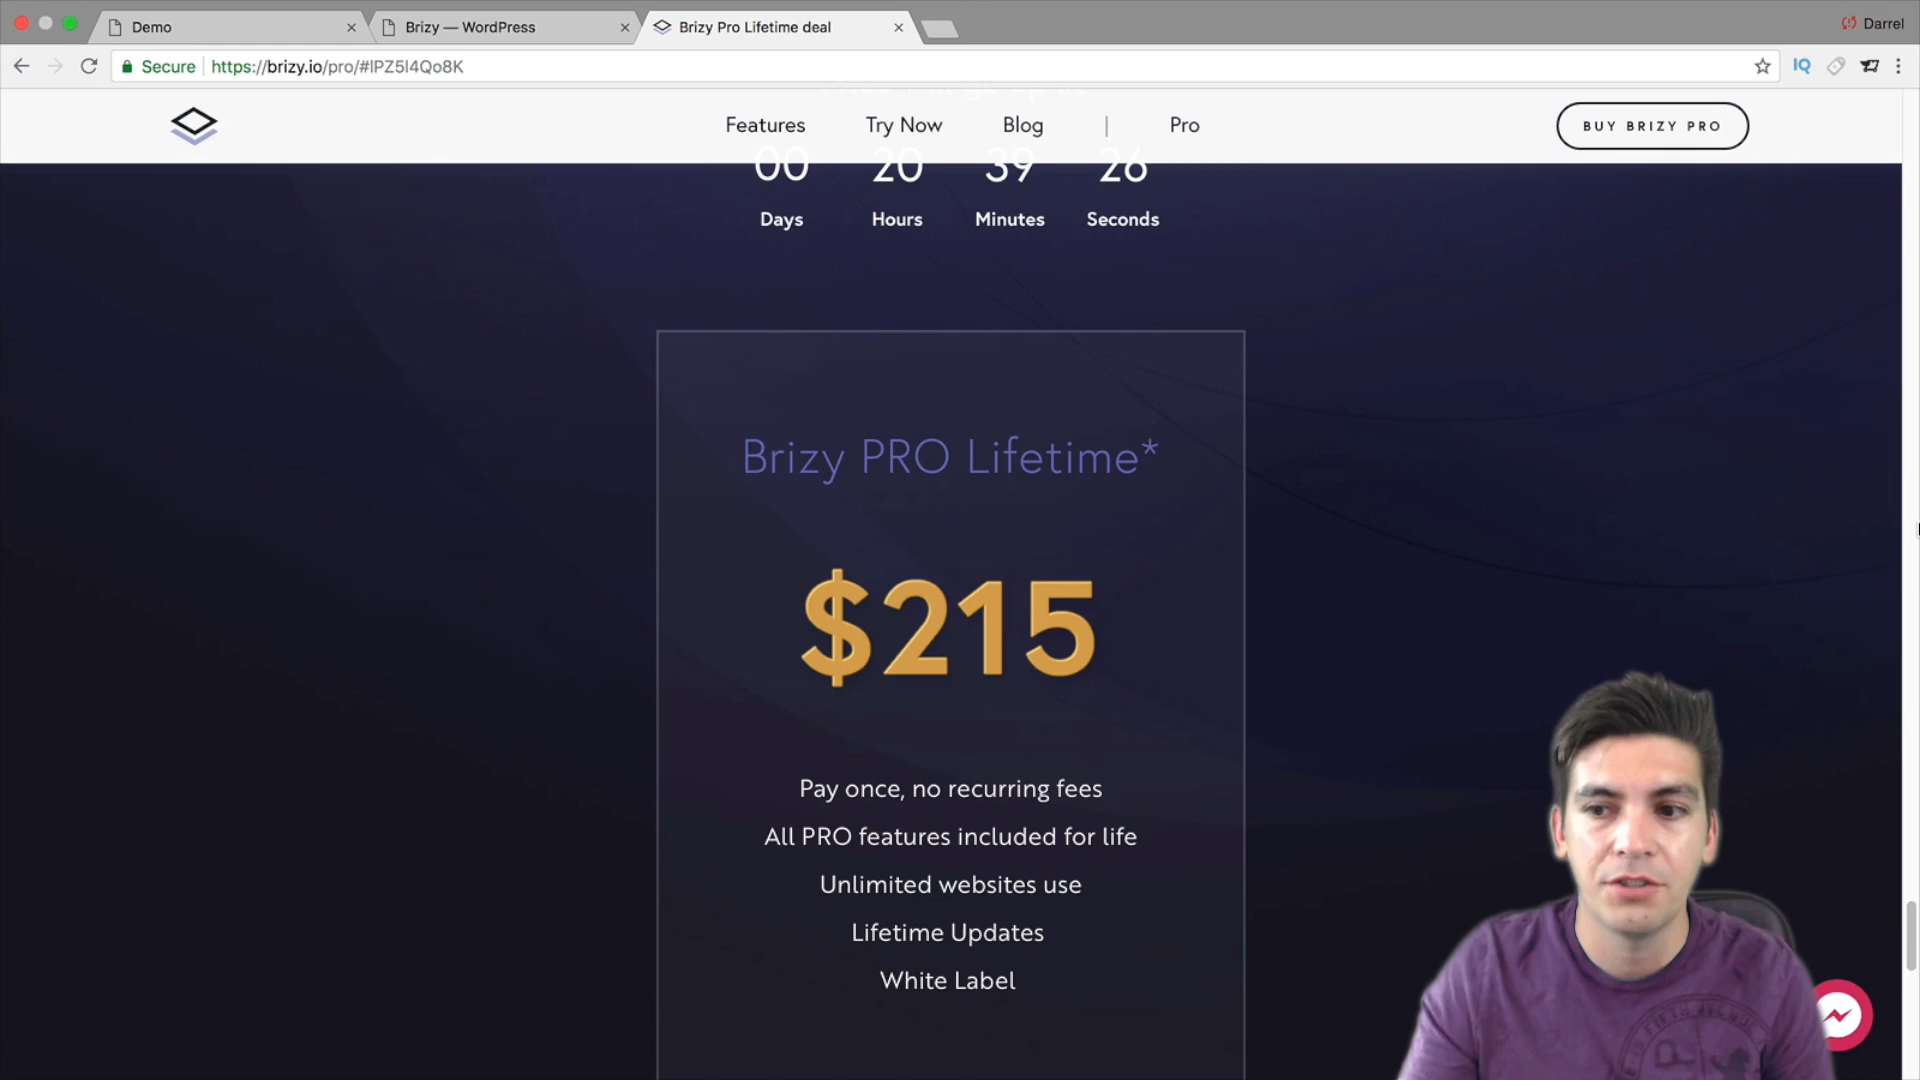 Demo
Brizy — WordPress
Brizy Pro Lifetime deal
Darrel
Secure
https://brizy.io/pro/#lPZ5l4Qo8K
IQ
Features
Try Now
Blog
|
Pro
BUY BRIZY PRO
00 20 39 26
Days Hours Minutes Seconds
Brizy PRO Lifetime*
$215
Pay once, no recurring fees
All PRO features included for life
Unlimited websites use
Lifetime Updates
White Label